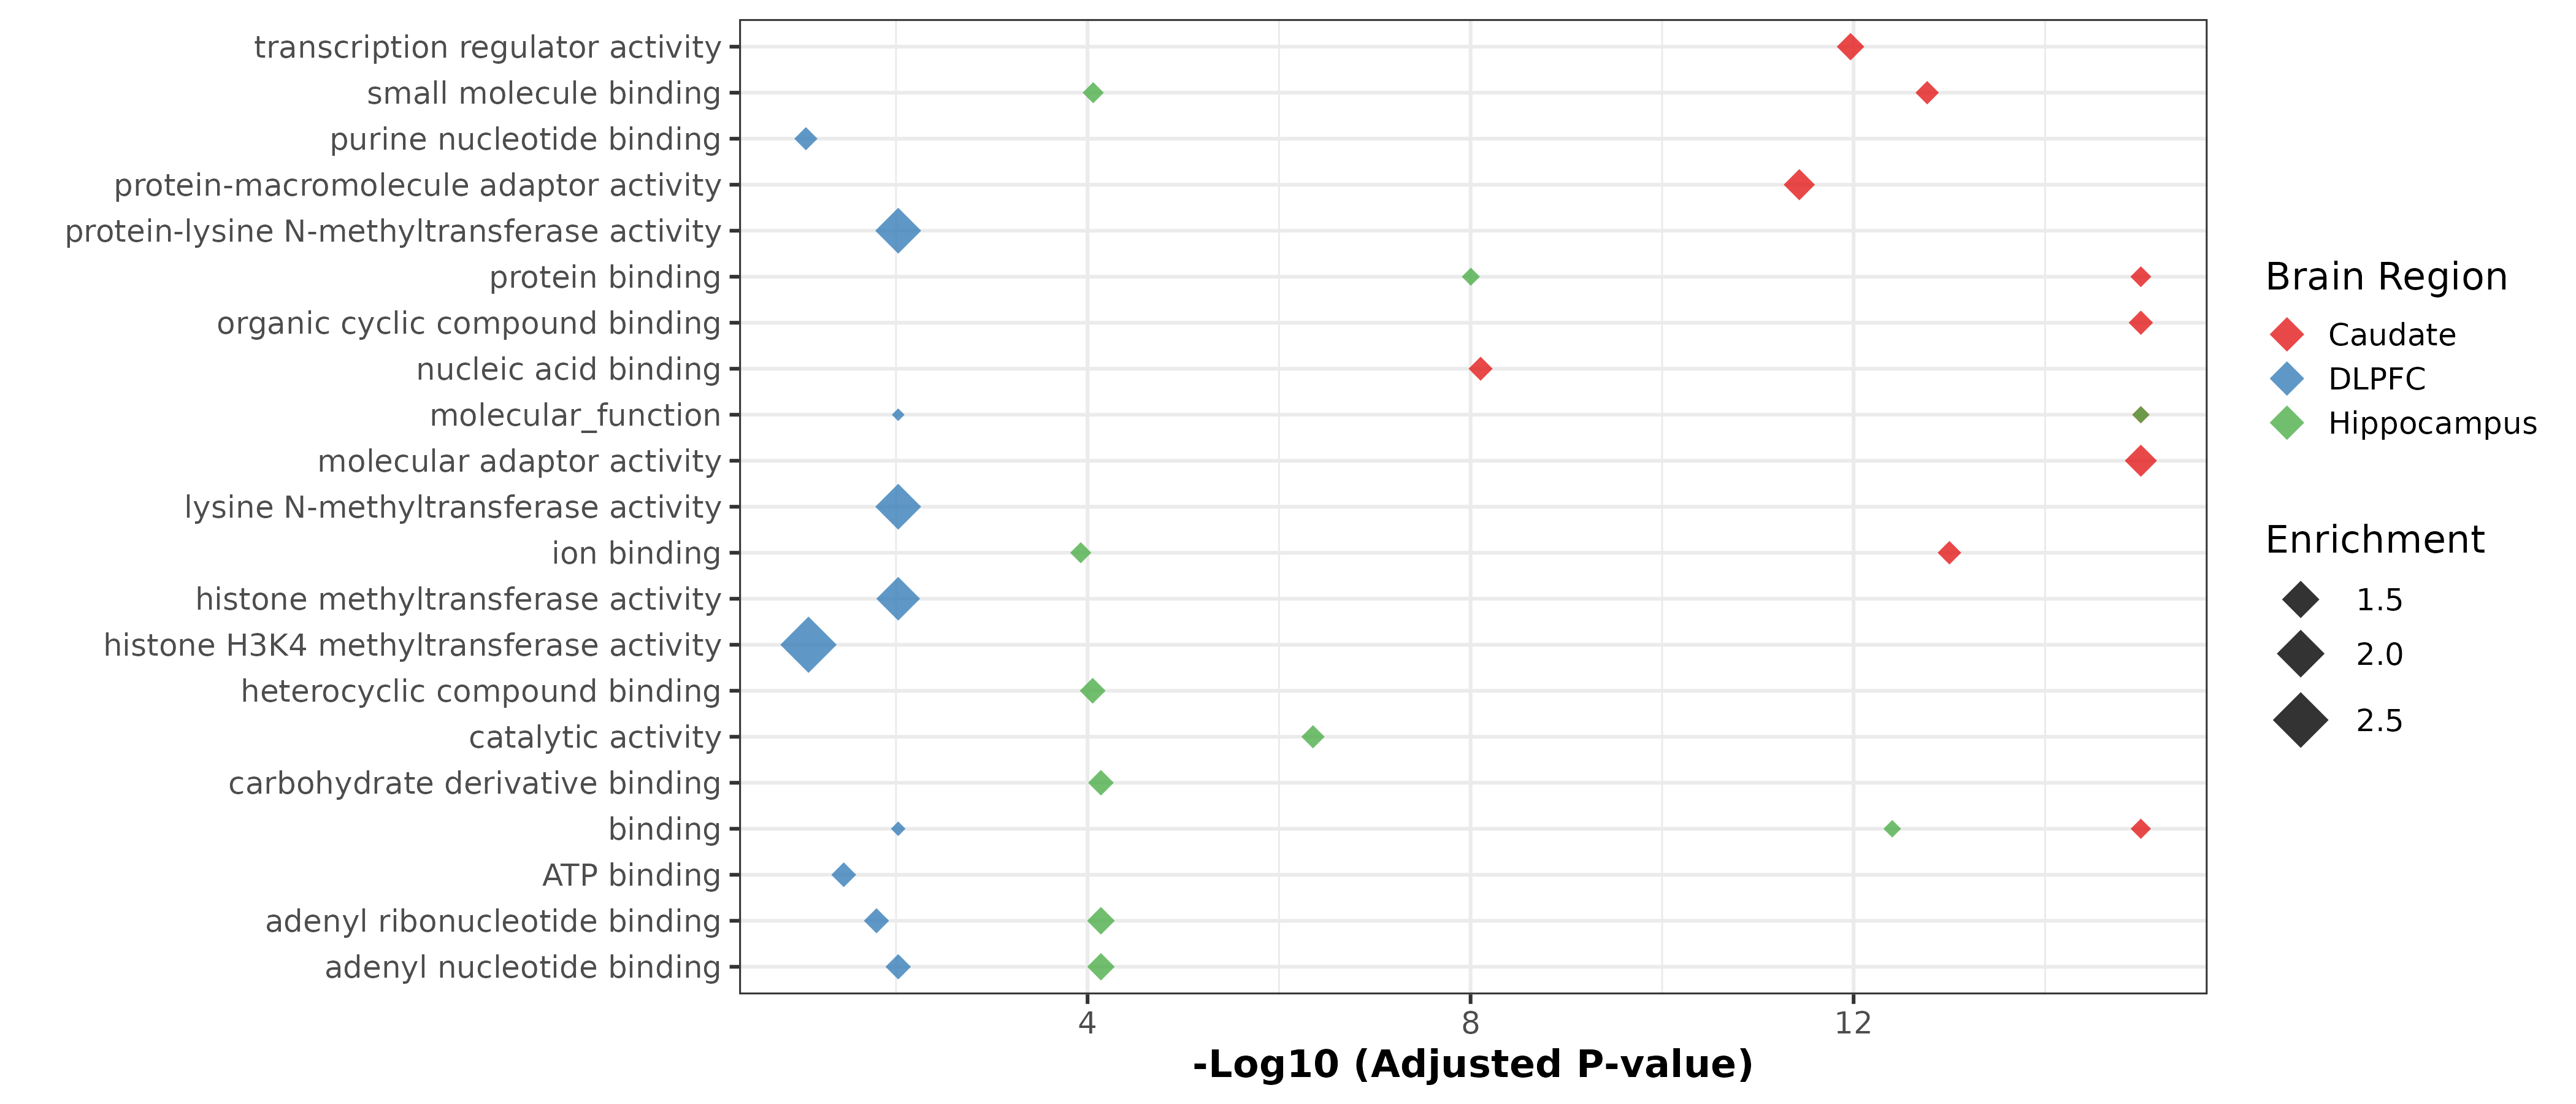 transcription regulator activity
small molecule binding
purine nucleotide binding
protein-macromolecule adaptor activity
protein-lysine N-methyltransferase activity
protein binding
organic cyclic compound binding
nucleic acid binding
molecular_function
molecular adaptor activity
lysine N-methyltransferase activity
ion binding
histone methyltransferase activity
histone H3K4 methyltransferase activity
heterocyclic compound binding
catalytic activity
carbohydrate derivative binding
binding
ATP binding
adenyl ribonucleotide binding
adenyl nucleotide binding
4 8 12
-Log10 (Adjusted P-value)
Brain Region
Caudate
DLPFC
Hippocampus
Enrichment
1.5
2.0
2.5